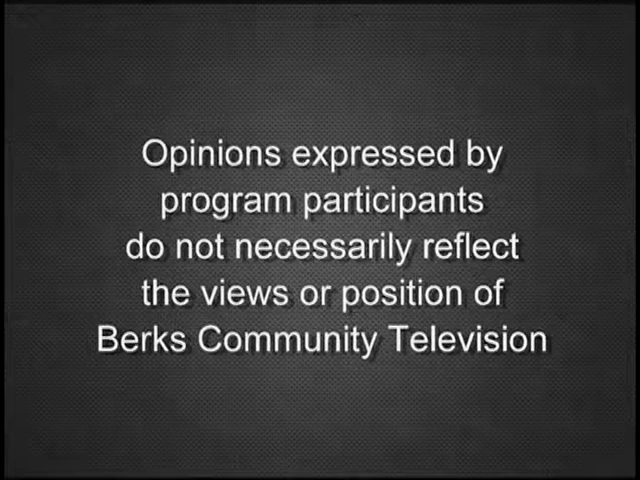 Opinions expressed by
program participants
do not necessarily reflect
the views or position of
Berks Community Television